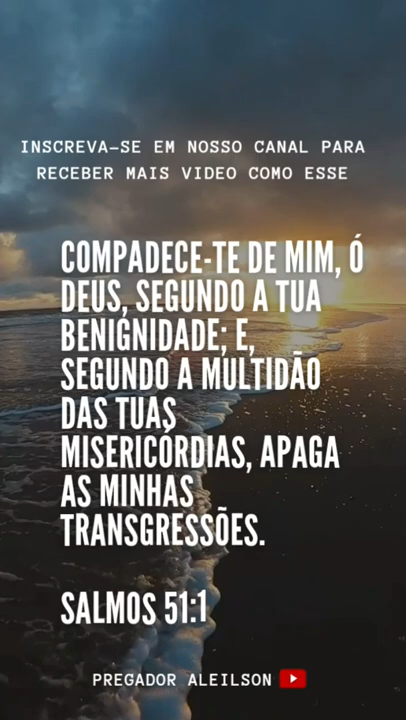 INSCREVA-SE EM NOSSO CANAL PARA
RECEBER MAIS VIDEO COMO ESSE
COMPADECE-TE DE MIM, Ó
DEUS, SEGUNDO A TUA
BENIGNIDADE; E,
SEGUNDO A MULTIDÃO
DAS TUAS
MISERICÓRDIAS, APAGA
AS MINHAS
TRANSGRESSÕES.
SALMOS 51:1
PREGADOR ALEILSON